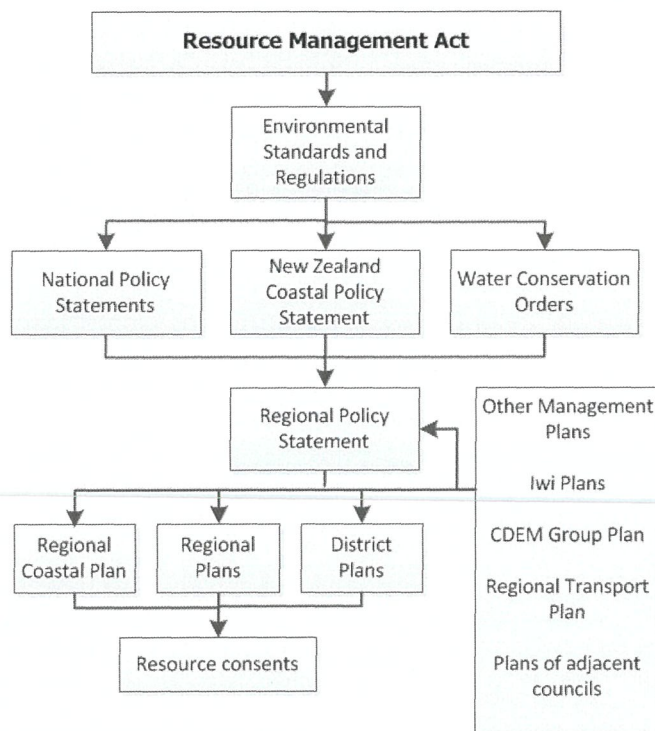 Resource Management Act
Environmental
Standards and
Regulations
National Policy
Statements
New Zealand
Coastal Policy
Statement
Water Conservation
Orders
Regional Policy
Statement
Other Management
Plans
Iwi Plans
CDEM Group Plan
Regional Transport
Plan
Plans of adjacent
councils
Regional
Coastal Plan
Regional
Plans
District
Plans
Resource consents